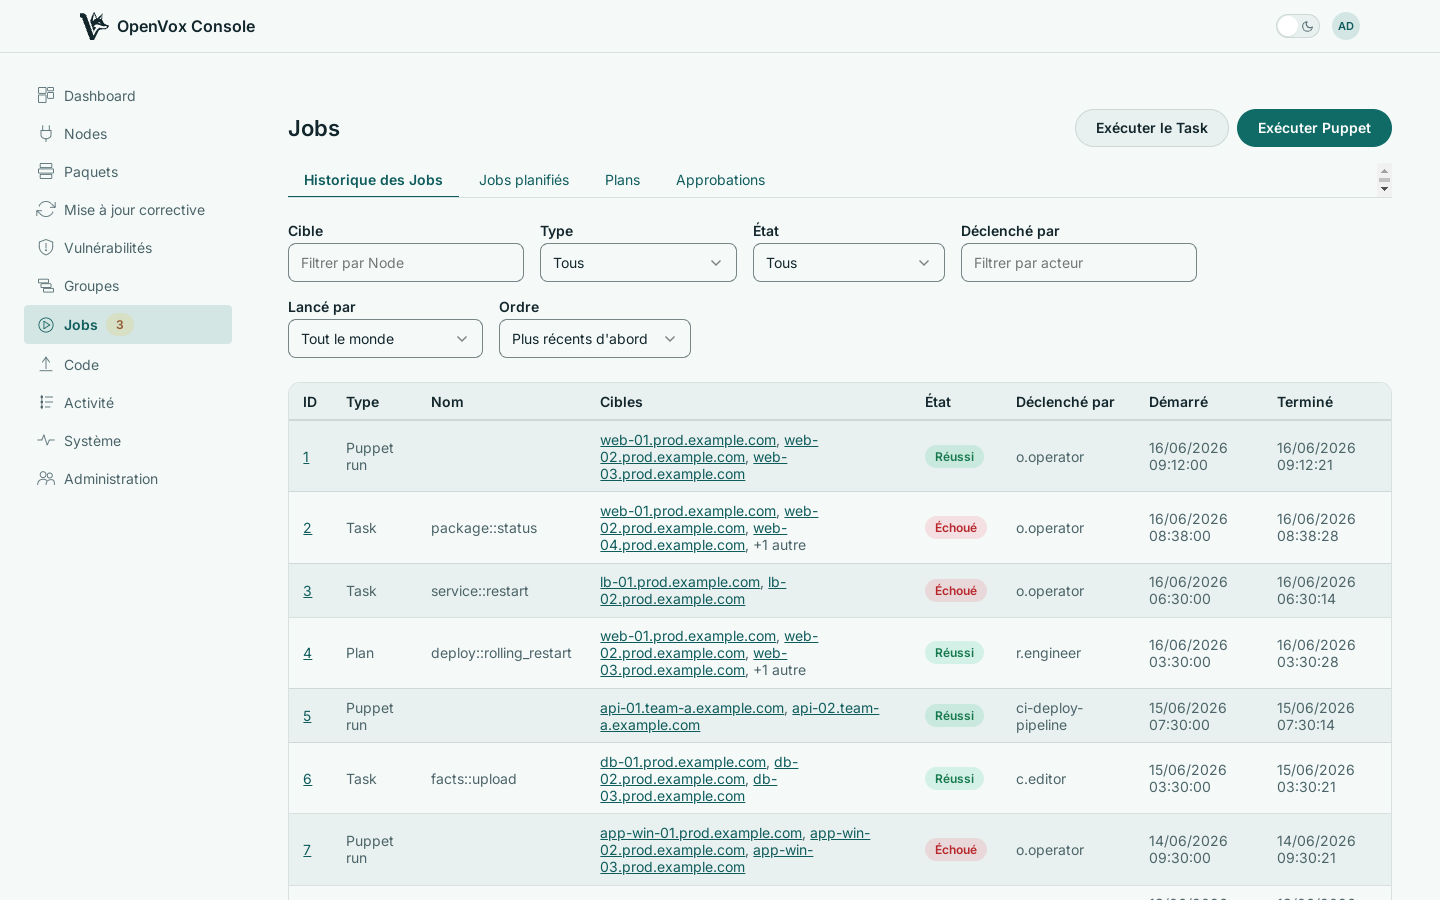 OpenVox Console
AD
Dashboard
Nodes
Paquets
Mise à jour corrective
Vulnérabilités
Groupes
Jobs 3
Code
Activité
Système
Administration
Jobs
Exécuter le Task
Exécuter Puppet
Historique des Jobs
Jobs planifiés
Plans
Approbations
Cible
Type
État
Déclenché par
Filtrer par Node
Tous
Tous
Filtrer par acteur
Lancé par
Ordre
Tout le monde
Plus récents d'abord
ID Type Nom Cibles État Déclenché par Démarré Terminé
1
Puppet
run
web-01.prod.example.com, web-
02.prod.example.com, web-
03.prod.example.com
Réussi
o.operator
16/06/2026
09:12:00
16/06/2026
09:12:21
2
Task
package::status
web-01.prod.example.com, web-
02.prod.example.com, web-
04.prod.example.com, +1 autre
Échoué
o.operator
16/06/2026
08:38:00
16/06/2026
08:38:28
3
Task
service::restart
lb-01.prod.example.com, lb-
02.prod.example.com
Échoué
o.operator
16/06/2026
06:30:00
16/06/2026
06:30:14
4
Plan
deploy::rolling_restart
web-01.prod.example.com, web-
02.prod.example.com, web-
03.prod.example.com, +1 autre
Réussi
r.engineer
16/06/2026
03:30:00
16/06/2026
03:30:28
5
Puppet
run
api-01.team-a.example.com, api-02.team-
a.example.com
Réussi
ci-deploy-
pipeline
15/06/2026
07:30:00
15/06/2026
07:30:14
6
Task
facts::upload
db-01.prod.example.com, db-
02.prod.example.com, db-
03.prod.example.com
Réussi
c.editor
15/06/2026
03:30:00
15/06/2026
03:30:21
7
Puppet
run
app-win-01.prod.example.com, app-win-
02.prod.example.com, app-win-
03.prod.example.com
Échoué
o.operator
14/06/2026
09:30:00
14/06/2026
09:30:21